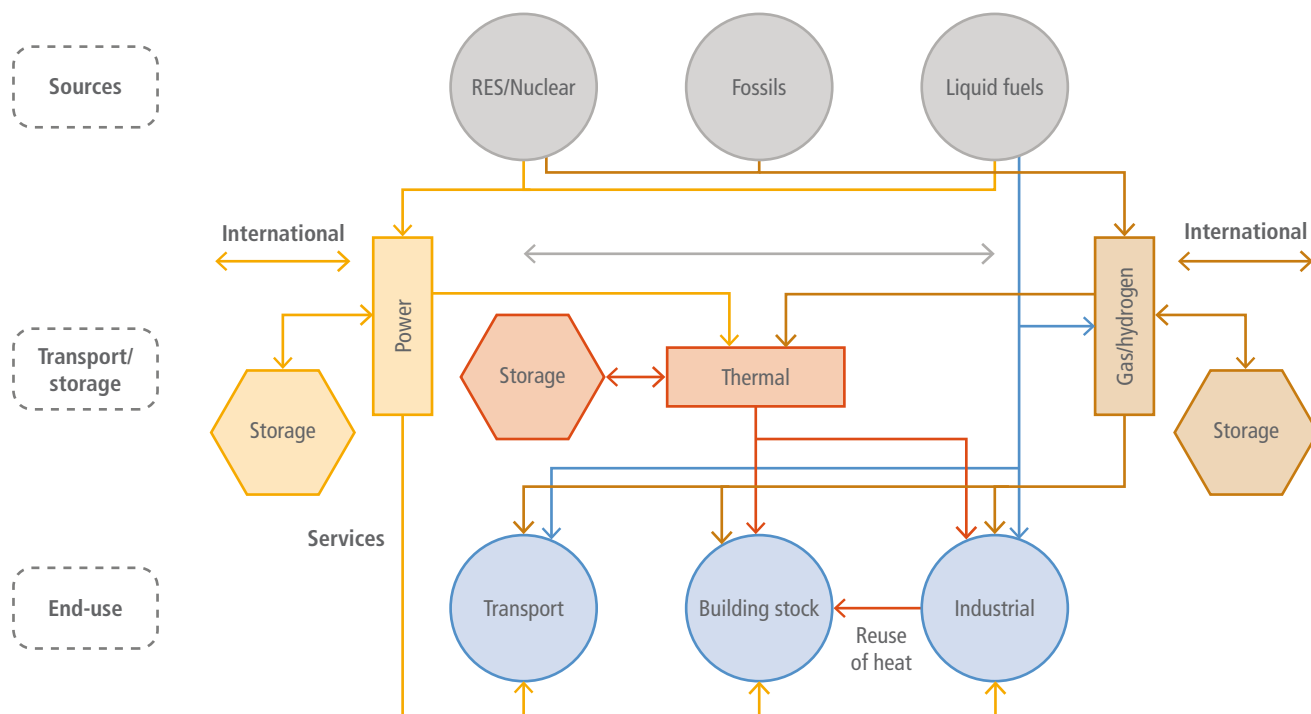 Sources
RES/Nuclear
Fossils
Liquid fuels
International
International
Power
Gas/hydrogen
Transport/
storage
Storage
Thermal
Storage
Storage
Services
End-use
Transport
Building stock
Industrial
Reuse
of heat